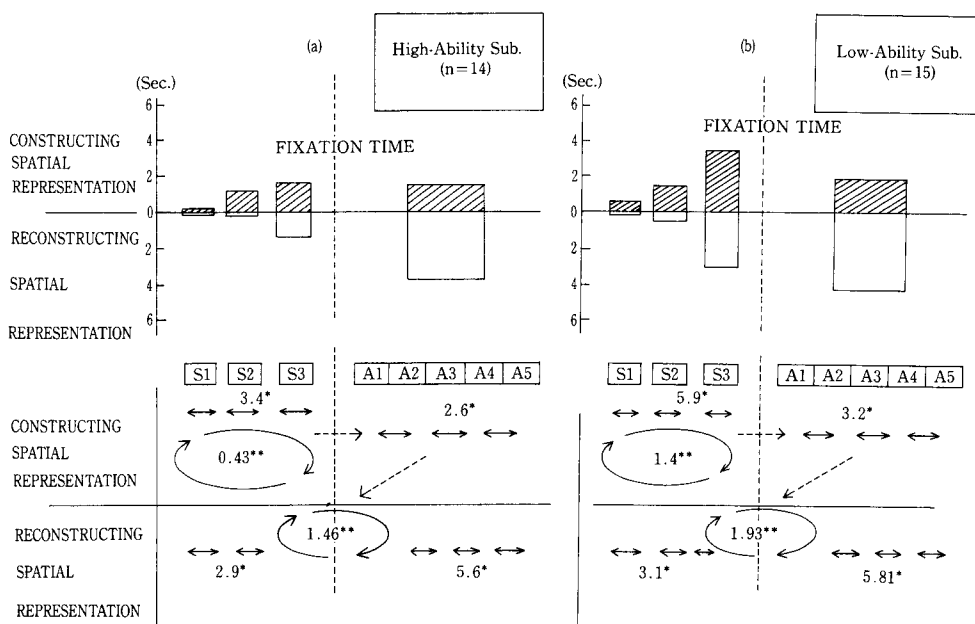 (a)
High-Ability Sub.
(n=14)
(Sec.)
6
4
2
0
2
4
6
CONSTRUCTING
SPATIAL
REPRESENTATION
FIXATION TIME
RECONSTRUCTING
SPATIAL
REPRESENTATION
S1 S2 S3 A1 A2 A3 A4 A5
3.4* 2.6*
CONSTRUCTING
SPATIAL
REPRESENTATION
0.43**
RECONSTRUCTING
SPATIAL
REPRESENTATION
1.46**
2.9* 5.6*
(b)
Low-Ability Sub.
(n=15)
(Sec.)
6
4
2
0
2
4
6
FIXATION TIME
S1 S2 S3 A1 A2 A3 A4 A5
5.9* 3.2*
1.4**
1.93**
3.1* 5.81*